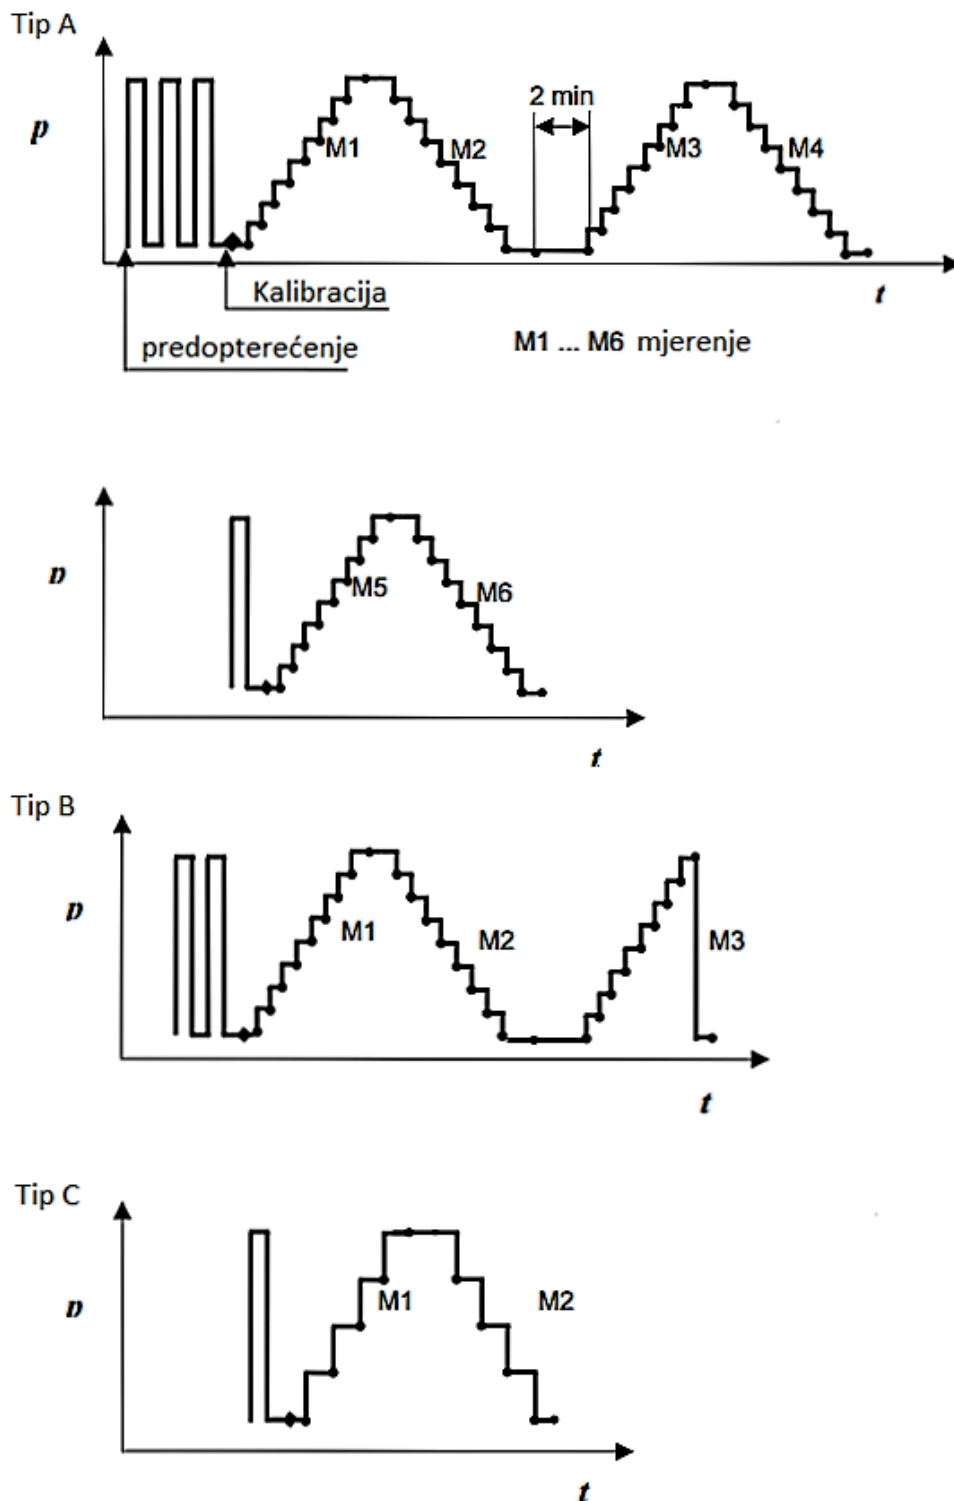 Tip A
p
2 min
M1
M2
M3
M4
t
Kalibracija
predopterećenje
M1 ... M6 mjerenje
p
M5
M6
t
Tip B
p
M1
M2
M3
t
Tip C
p
M1
M2
t